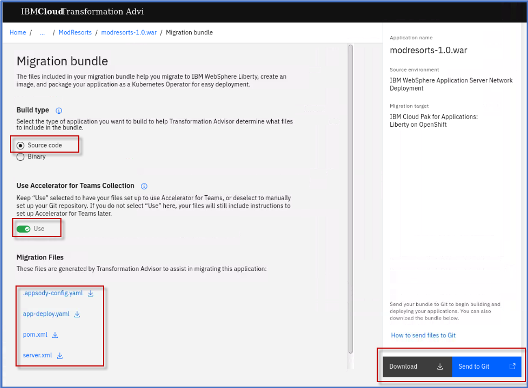 IBMCloudTransformation Advi
Home / ... / ModResorts / modresorts-1.0.war / Migration bundle
Migration bundle
The files included in your migration bundle help you migrate to IBM WebSphere Liberty, create an
image, and package your application as a Kubernetes Operator for easy deployment.
Build type
Select the type of application you want to build to help Transformation Advisor determine what files
to include in the bundle.
Source code
Binary
Use Accelerator for Teams Collection
Keep “Use” selected to have your files set up to use Accelerator for Teams, or deselect to manually
set up your Git repository. If you do not select “Use” here, your files will still include instructions to
set up Accelerator for Teams later.
Use
Migration Files
These files are generated by Transformation Advisor to assist in migrating this application:
.appsody-config.yaml
app-deploy.yaml
pom.xml
server.xml
Application name
modresorts-1.0.war
Source environment
IBM WebSphere Application Server Network
Deployment
Migration target
IBM Cloud Pak for Applications:
Liberty on OpenShift
Send your bundle to Git to begin building and
deploying your applications. You can also
download the bundle below.
How to send files to Git
Download
Send to Git